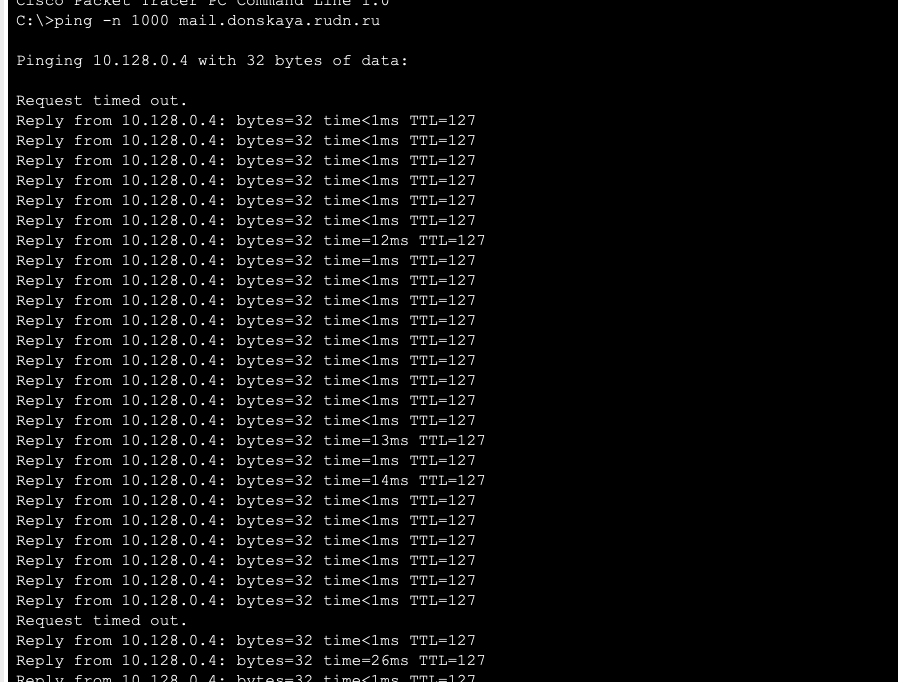 Cisco Packet Tracer PC Command Line 1.0
C:\>ping -n 1000 mail.donskaya.rudn.ru
Pinging 10.128.0.4 with 32 bytes of data:
Request timed out.
Reply from 10.128.0.4: bytes=32 time<1ms TTL=127
Reply from 10.128.0.4: bytes=32 time<1ms TTL=127
Reply from 10.128.0.4: bytes=32 time<1ms TTL=127
Reply from 10.128.0.4: bytes=32 time<1ms TTL=127
Reply from 10.128.0.4: bytes=32 time<1ms TTL=127
Reply from 10.128.0.4: bytes=32 time<1ms TTL=127
Reply from 10.128.0.4: bytes=32 time=12ms TTL=127
Reply from 10.128.0.4: bytes=32 time=1ms TTL=127
Reply from 10.128.0.4: bytes=32 time<1ms TTL=127
Reply from 10.128.0.4: bytes=32 time<1ms TTL=127
Reply from 10.128.0.4: bytes=32 time<1ms TTL=127
Reply from 10.128.0.4: bytes=32 time<1ms TTL=127
Reply from 10.128.0.4: bytes=32 time<1ms TTL=127
Reply from 10.128.0.4: bytes=32 time<1ms TTL=127
Reply from 10.128.0.4: bytes=32 time<1ms TTL=127
Reply from 10.128.0.4: bytes=32 time<1ms TTL=127
Reply from 10.128.0.4: bytes=32 time=13ms TTL=127
Reply from 10.128.0.4: bytes=32 time=1ms TTL=127
Reply from 10.128.0.4: bytes=32 time=14ms TTL=127
Reply from 10.128.0.4: bytes=32 time<1ms TTL=127
Reply from 10.128.0.4: bytes=32 time<1ms TTL=127
Reply from 10.128.0.4: bytes=32 time<1ms TTL=127
Reply from 10.128.0.4: bytes=32 time<1ms TTL=127
Reply from 10.128.0.4: bytes=32 time<1ms TTL=127
Reply from 10.128.0.4: bytes=32 time<1ms TTL=127
Request timed out.
Reply from 10.128.0.4: bytes=32 time<1ms TTL=127
Reply from 10.128.0.4: bytes=32 time=26ms TTL=127
Reply from 10.128.0.4: bytes=32 time<1ms TTL=127